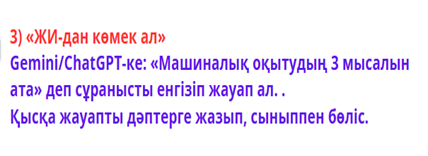 3) «ЖИ-дан көмек ал»
Gemini/ChatGPT-ке: «Машиналық оқытудың 3 мысалын
ата» деп сұранысты енгізіп жауап ал. .
Қысқа жауапты дәптерге жазып, сыныппен бөліс.